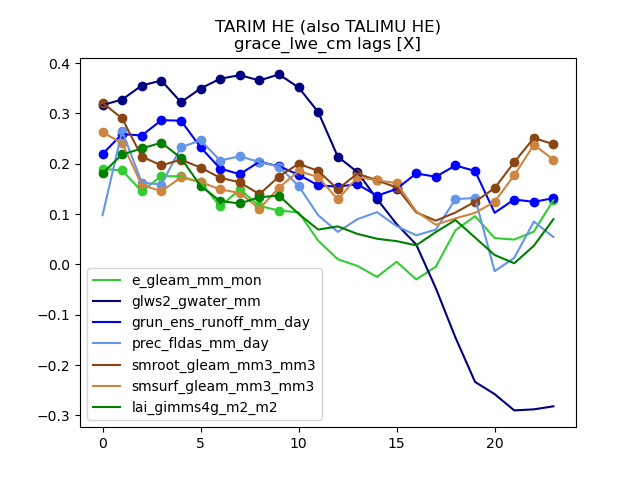 TARIM HE (also TALIMU HE)
grace_lwe_cm lags [X]
0.4
0.3
0.2
0.1
0.0
−0.1
−0.2
−0.3
0
5
10
15
20
e_gleam_mm_mon
glws2_gwater_mm
grun_ens_runoff_mm_day
prec_fldas_mm_day
smroot_gleam_mm3_mm3
smsurf_gleam_mm3_mm3
lai_gimms4g_m2_m2